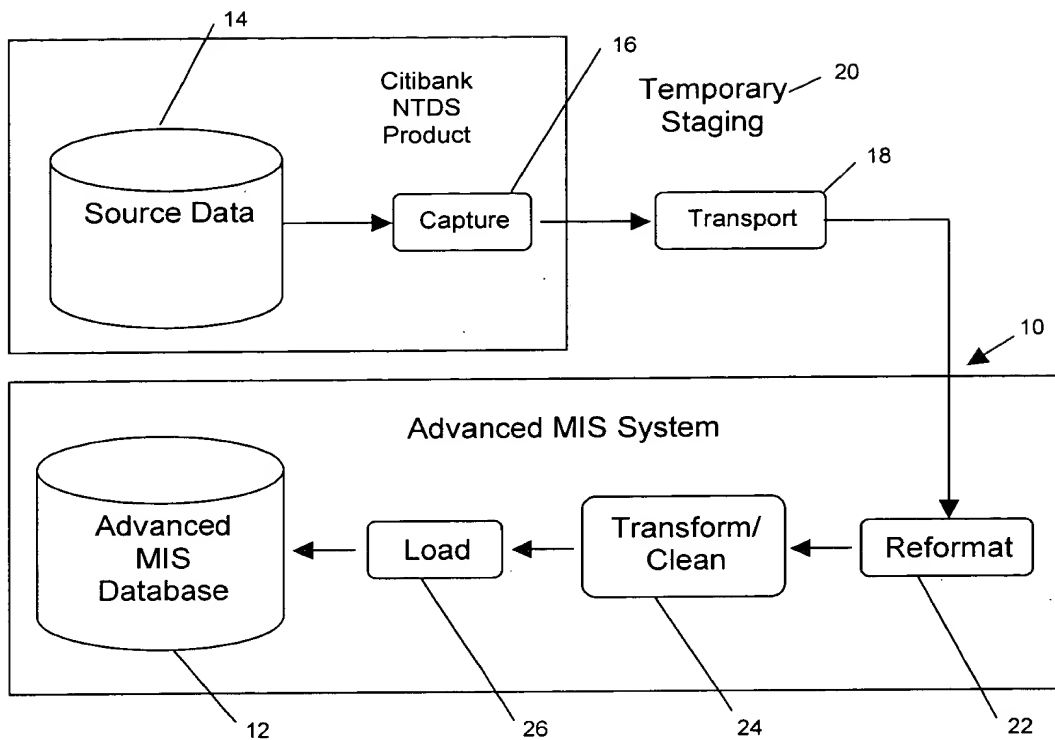 14
16
Citibank
NTDS
Product
Temporary
Staging
20
18
Source Data
Capture
Transport
10
Advanced MIS System
Advanced
MIS
Database
Load
Transform/
Clean
Reformat
12
26
24
22